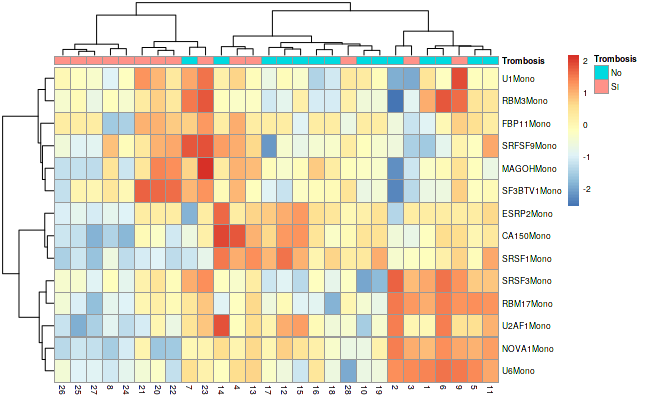 Trombosis
U1Mono
RBM3Mono
FBP11Mono
SRFSF9Mono
MAGOHMono
SF3BTV1Mono
ESRP2Mono
CA150Mono
SRSF1Mono
SRSF3Mono
RBM17Mono
U2AF1Mono
NOVA1Mono
U6Mono
26 25 27 8 24 21 20 22 7 23 14 4 13 17 12 15 16 18 28 10 19 2 3 1 6 9 5 11
2
1
0
-1
-2
Trombosis
No
SI